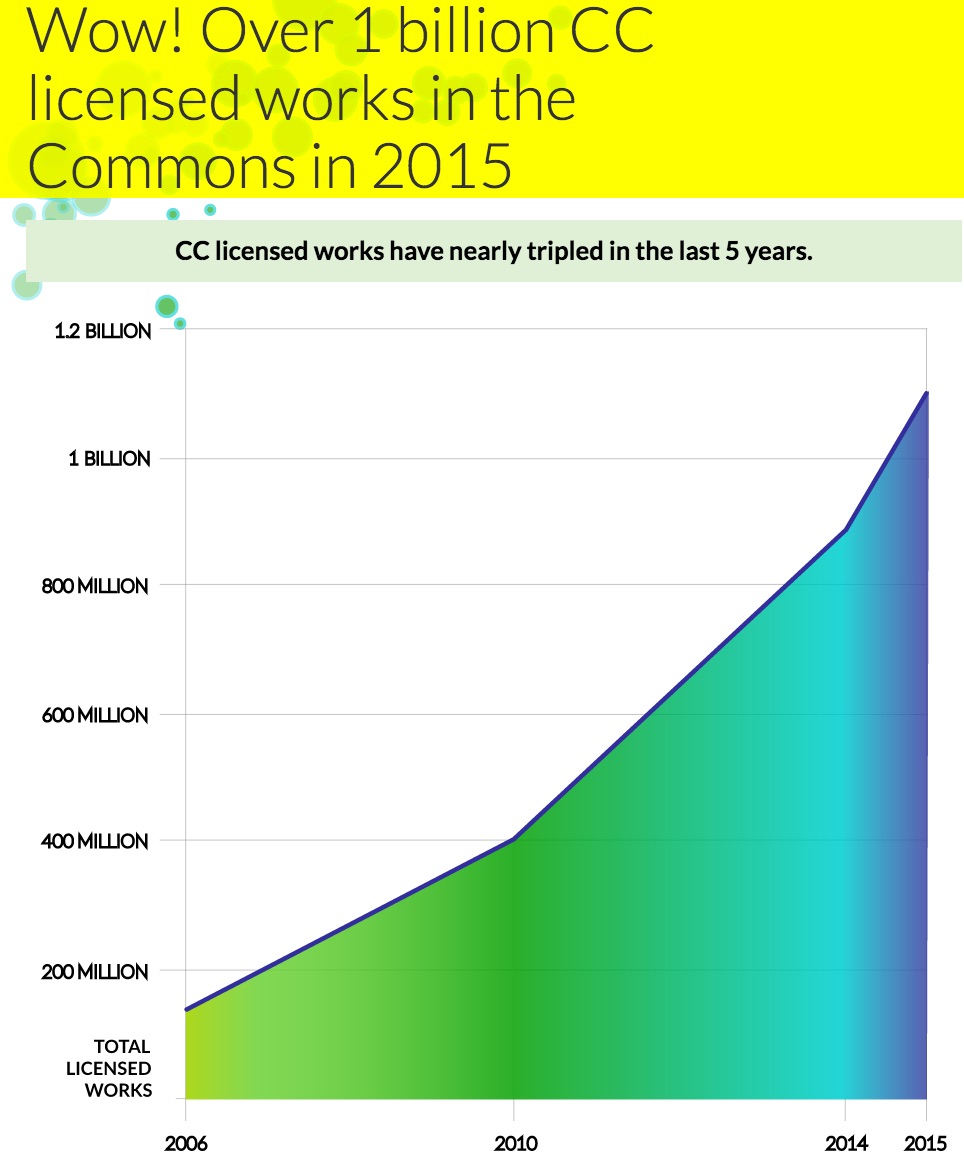 Wow! Over 1 billion CC
licensed works in the
Commons in 2015
CC licensed works have nearly tripled in the last 5 years.
1.2 BILLION
1 BILLION
800 MILLION
600 MILLION
400 MILLION
200 MILLION
TOTAL
LICENSED
WORKS
2006 2010 2014 2015